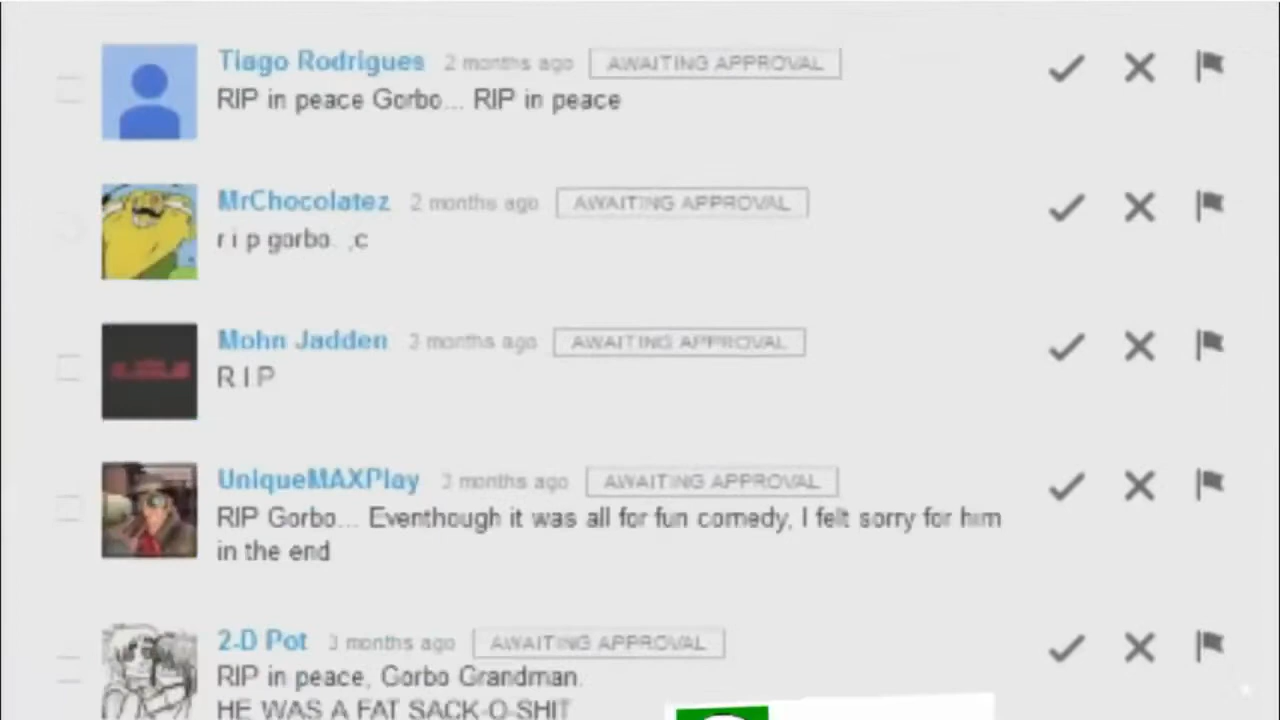 Tiago Rodrigues 2 months ago AWAITING APPROVAL
RIP in peace Gorbo... RIP in peace
MrChocolatez 2 months ago AWAITING APPROVAL
r i p gorbo. ,c
Mohn Jadden 3 months ago AWAITING APPROVAL
R.I.P
UniqueMAXPlay 3 months ago AWAITING APPROVAL
RIP Gorbo... Eventhough it was all for fun comedy, I felt sorry for him
in the end
2-D Pot 3 months ago AWAITING APPROVAL
RIP in peace, Gorbo Grandman.
HE WAS A FAT SACK-O-SHIT